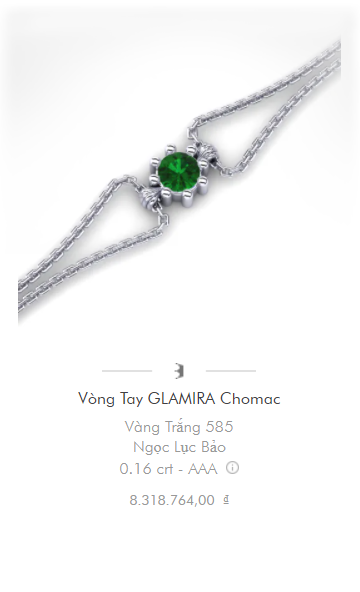 Vòng Tay GLAMIRA Chomac
Vàng Trắng 585
Ngọc Lục Bảo
0.16 crt - AAA
8.318.764,00 ₫